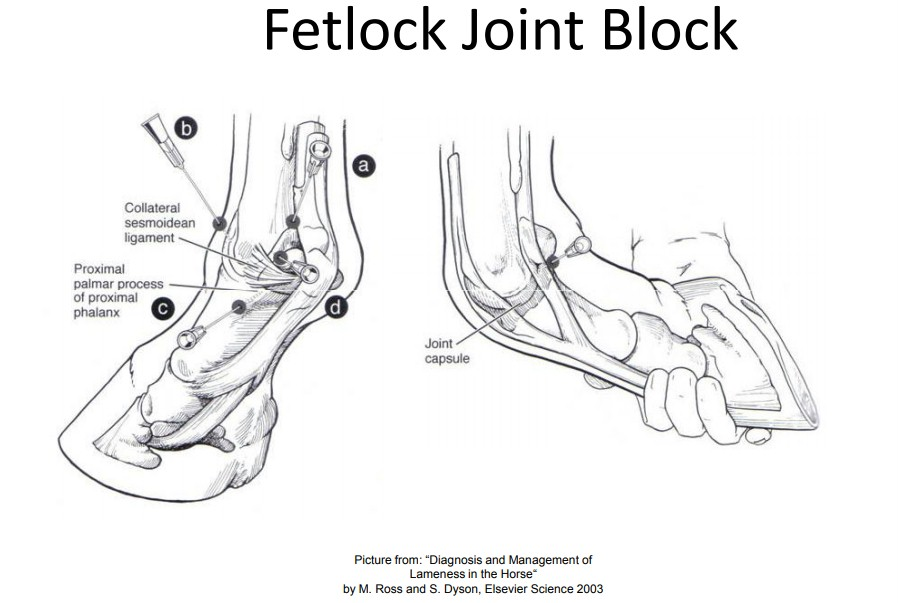 Fetlock Joint Block
b
a
Collateral
sesmoidean
ligament
Proximal
palmar process
of proximal
phalanx
c
d
Joint
capsule
Picture from: “Diagnosis and Management of
Lameness in the Horse“
by M. Ross and S. Dyson, Elsevier Science 2003